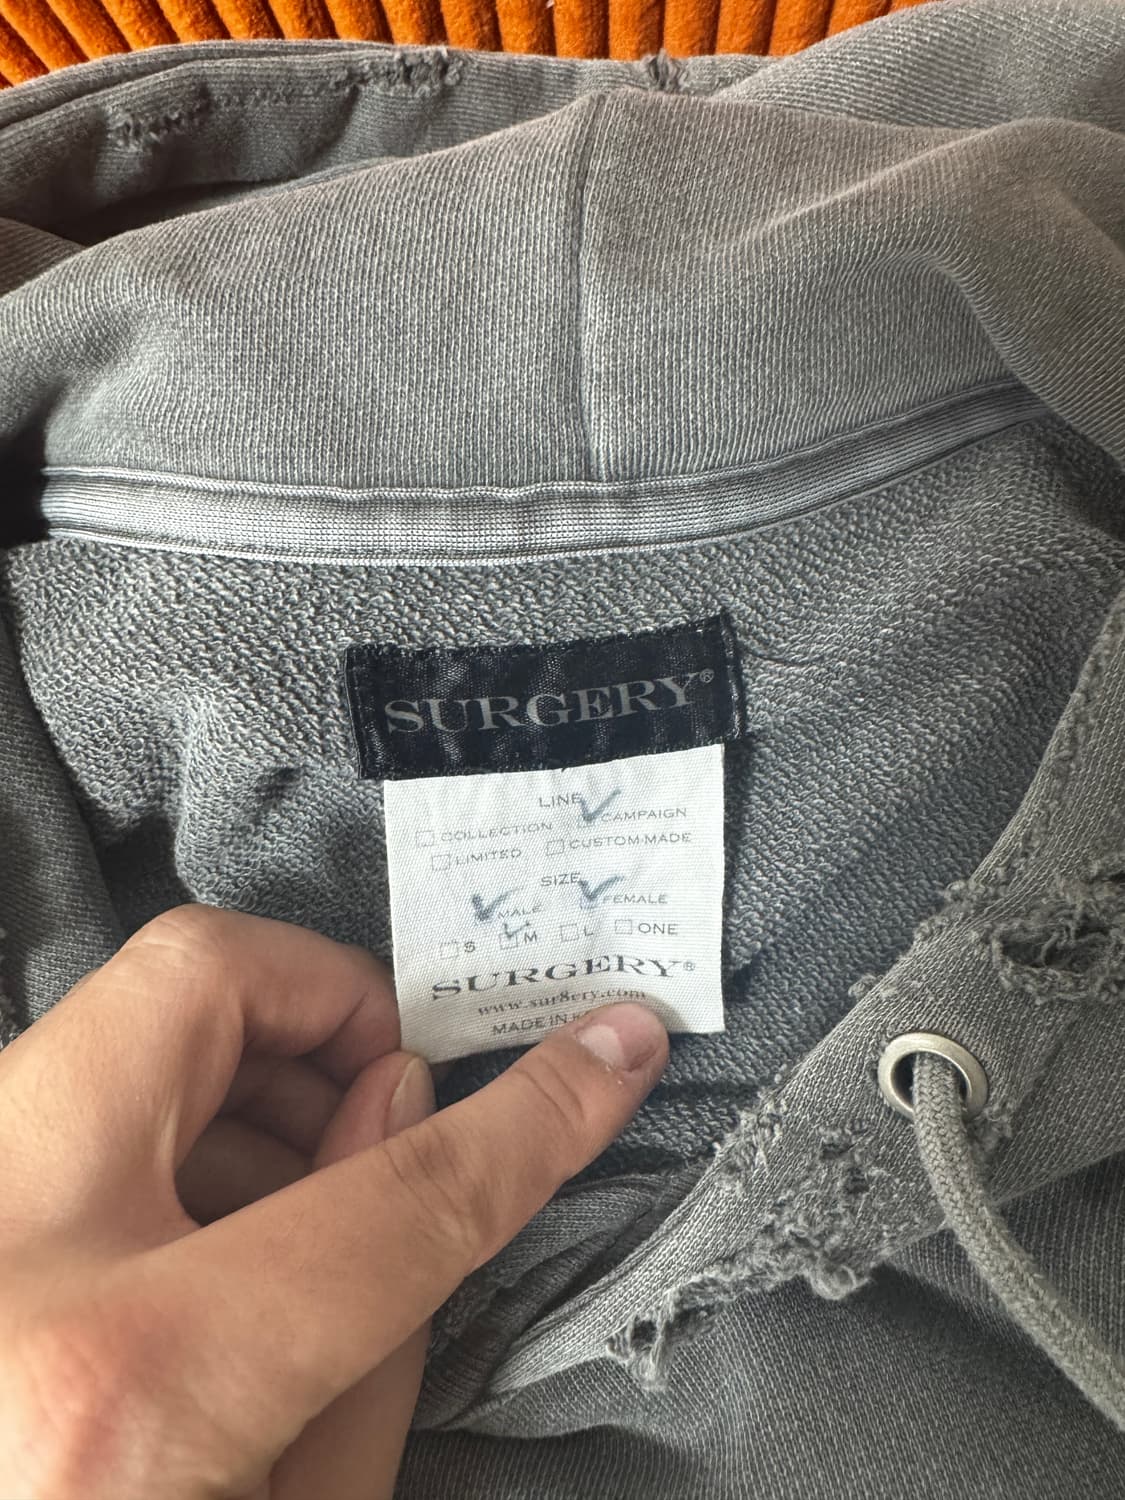 SURGERY®
LINE
COLLECTION CAMPAIGN
LIMITED CUSTOM-MADE
SIZE
MALE FEMALE
S M L ONE
SURGERY®
www.sur8ery.com
MADE IN